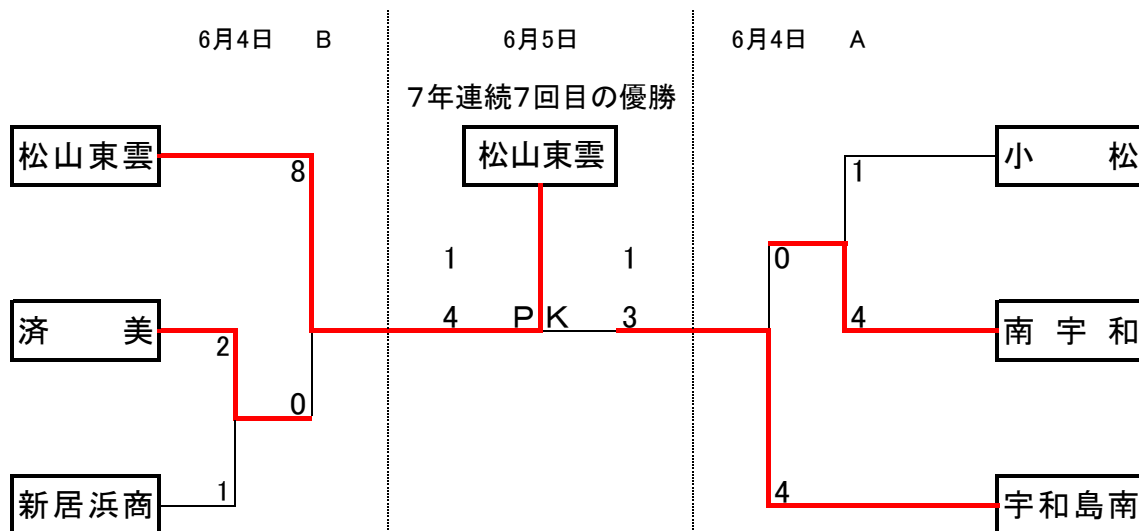 6月4日 B
6月5日
6月4日 A
7年連続7回目の優勝
松山東雲
松山東雲
小 松
8
1
1
1
0
済 美
4 PK 3
4
南宇和
2
0
新居浜商
1
4
宇和島南